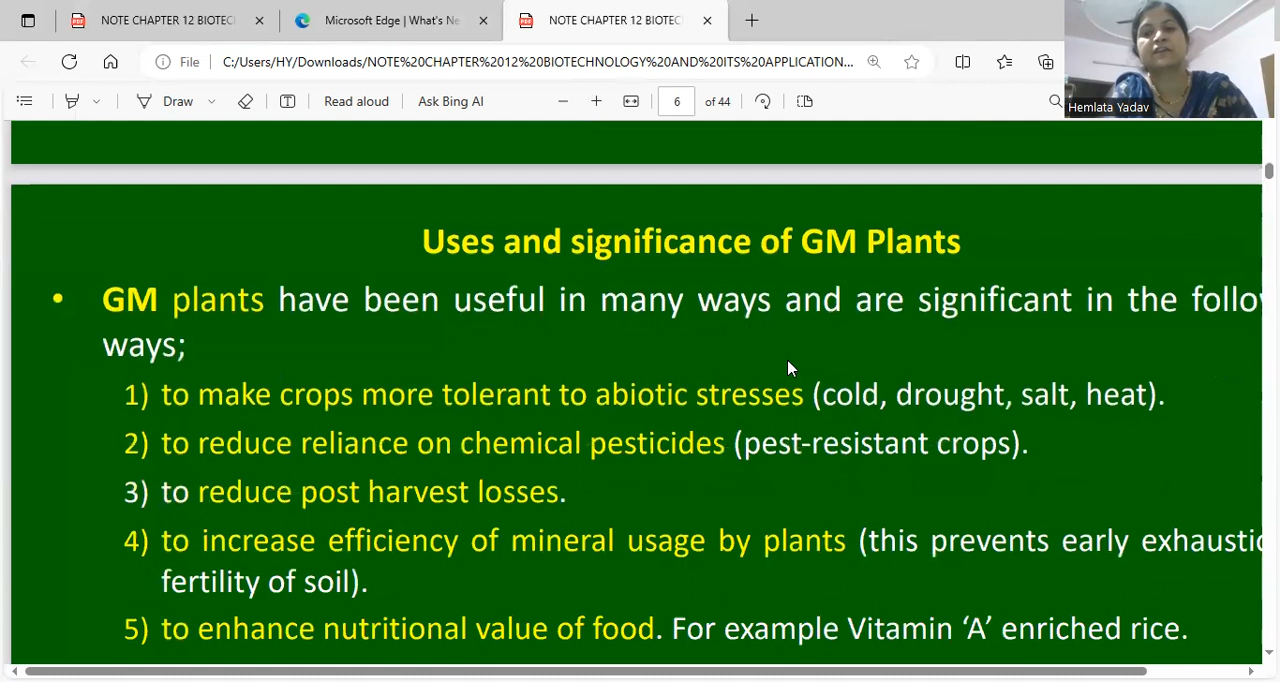 NOTE CHAPTER 12 BIOTEC
Microsoft Edge | What's Ne
NOTE CHAPTER 12 BIOTEC
File
C:/Users/HY/Downloads/NOTE%20CHAPTER%2012%20BIOTECHNOLOGY%20AND%20ITS%20APPLICATION...
Draw
Read aloud
Ask Bing AI
6 of 44
Hemlata Yadav
Uses and significance of GM Plants
• GM plants have been useful in many ways and are significant in the follo
ways;
1) to make crops more tolerant to abiotic stresses (cold, drought, salt, heat).
2) to reduce reliance on chemical pesticides (pest-resistant crops).
3) to reduce post harvest losses.
4) to increase efficiency of mineral usage by plants (this prevents early exhaustic
fertility of soil).
5) to enhance nutritional value of food. For example Vitamin ‘A’ enriched rice.